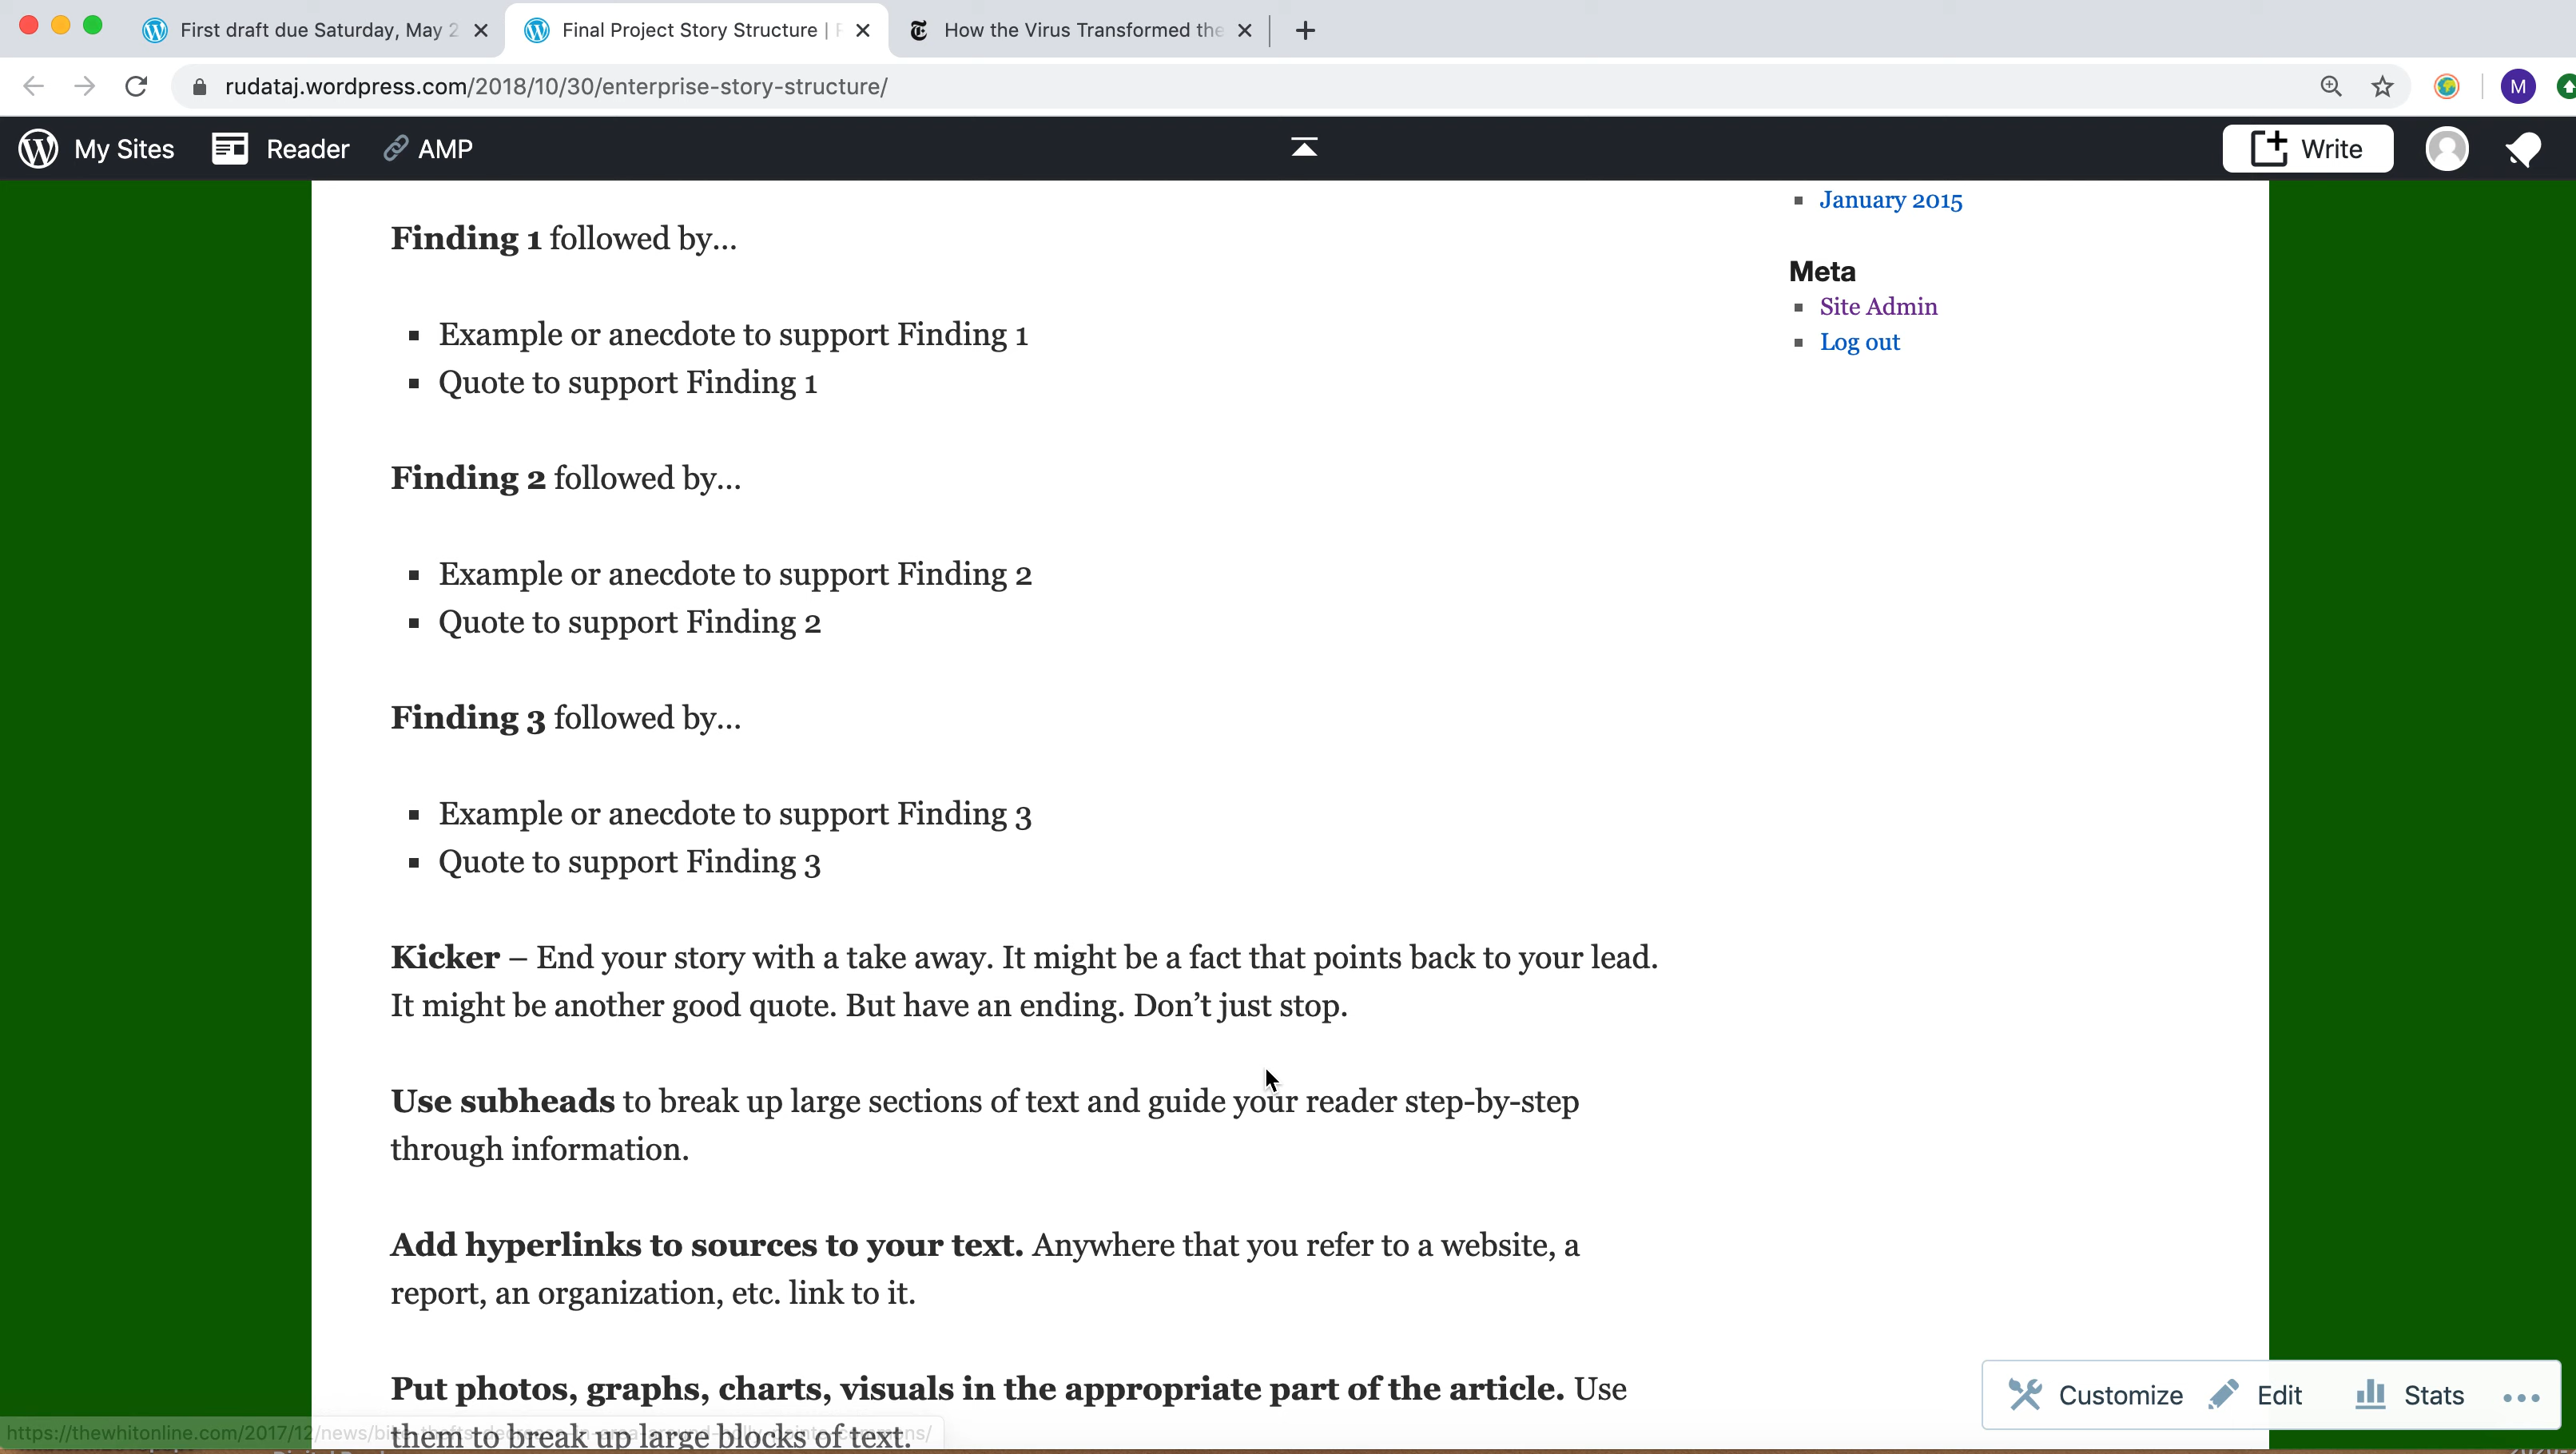 First draft due Saturday, May 2
Final Project Story Structure |
How the Virus Transformed the
rudataj.wordpress.com/2018/10/30/enterprise-story-structure/
M
My Sites
Reader
AMP
Write
January 2015
Meta
Site Admin
Log out
Finding 1 followed by...
Example or anecdote to support Finding 1
Quote to support Finding 1
Finding 2 followed by...
Example or anecdote to support Finding 2
Quote to support Finding 2
Finding 3 followed by...
Example or anecdote to support Finding 3
Quote to support Finding 3
Kicker – End your story with a take away. It might be a fact that points back to your lead.
It might be another good quote. But have an ending. Don’t just stop.
Use subheads to break up large sections of text and guide your reader step-by-step
through information.
Add hyperlinks to sources to your text. Anywhere that you refer to a website, a
report, an organization, etc. link to it.
Put photos, graphs, charts, visuals in the appropriate part of the article. Use
them to break up large blocks of text.
https://thewhitonline.com/2017/12/news/
Customize
Edit
Stats